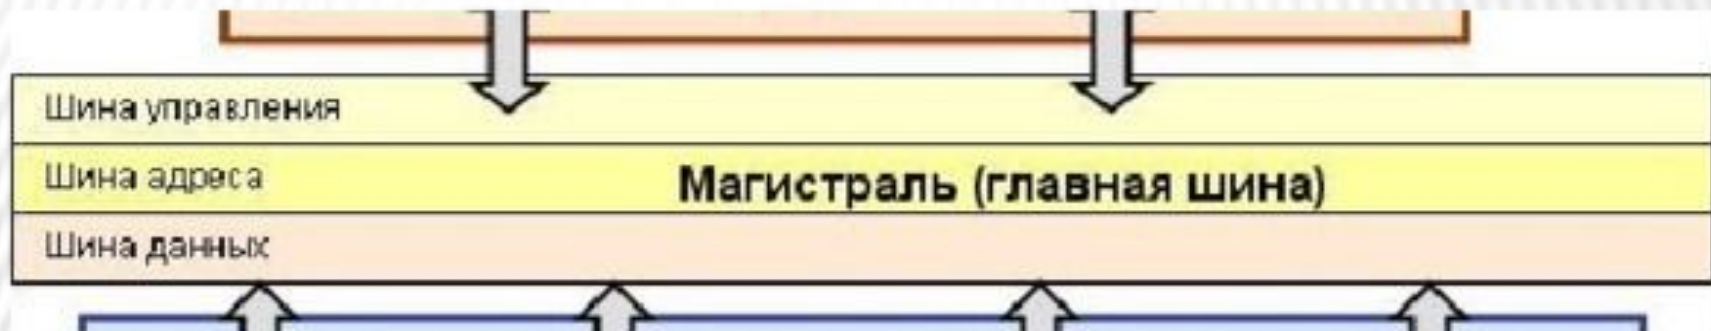 Шина управления
Шина адреса
Магистраль (главная шина)
Шина данных